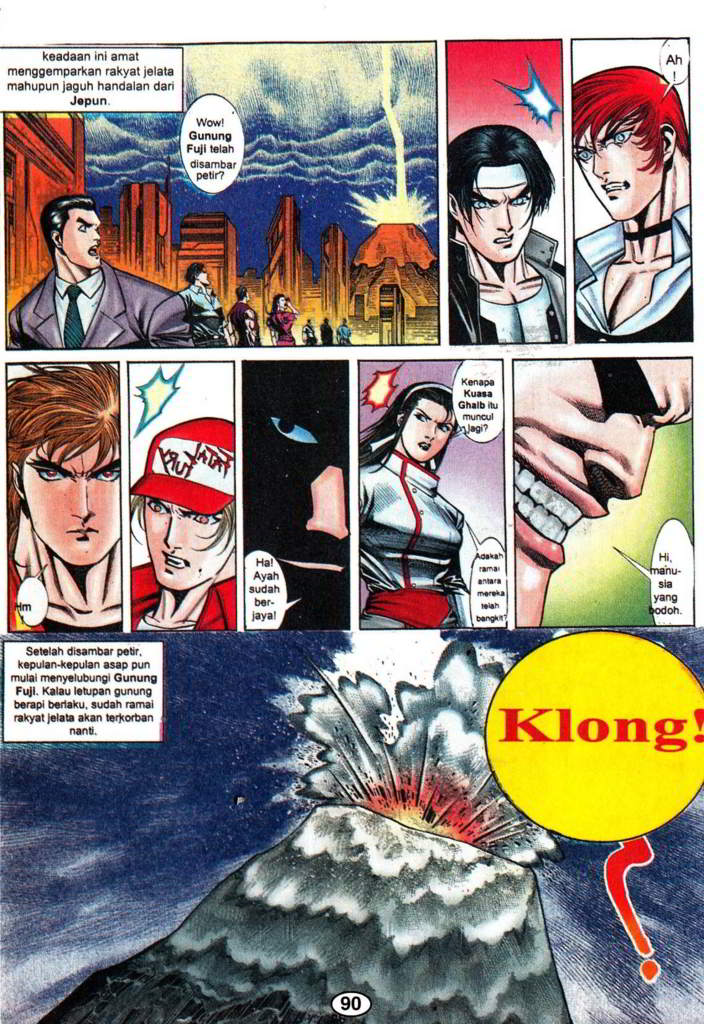 keadaan ini amat
menggemparkan rakyat jelata
mahupun jaguh handalan dari
Jepun.
Wow!
Gunung
Fuji telah
disambar
petir?
Ah
!
Hm
FATAL
FURY
Ha!
Ayah
sudah
ber-
jaya!
Kenapa
Kuasa
Ghaib itu
muncul
lagi?
Adakah
ramai
antara
mereka
telah
bangkit?
Hi,
manu-
sia
yang
bodoh.
Setelah disambar petir,
kepulan-kepulan asap pun
mulai menyelubungi Gunung
Fuji. Kalau letupan gunung
berapi berlaku, sudah ramai
rakyat jelata akan terkorban
nanti.
Klong!
90